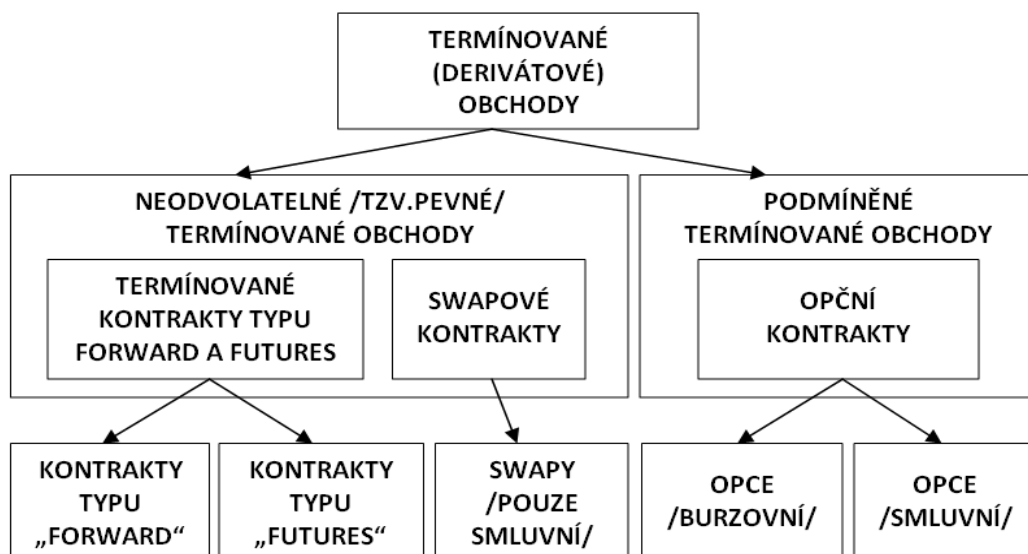 TERMÍNOVANÉ
(DERIVÁTOVÉ)
OBCHODY
NEODVOLATELNÉ /TZV.PEVNÉ/
TERMÍNOVANÉ OBCHODY
PODMÍNĚNÉ
TERMÍNOVANÉ OBCHODY
TERMÍNOVANÉ
KONTRAKTY TYPU
FORWARD A FUTURES
SWAPOVÉ
KONTRAKTY
OPČNÍ
KONTRAKTY
KONTRAKTY
TYPU
„FORWARD“
KONTRAKTY
TYPU
„FUTURES“
SWAPY
/POUZE
SMLUVNÍ/
OPCE
/BURZOVNÍ/
OPCE
/SMLUVNÍ/